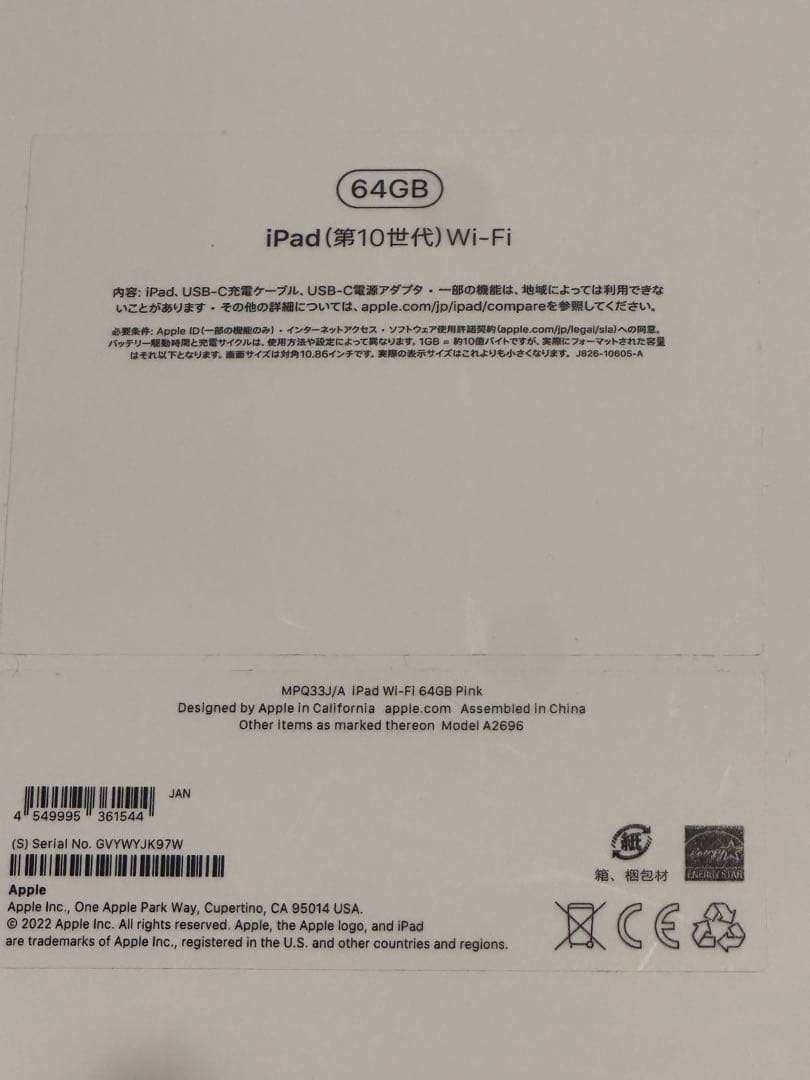 64GB
iPad（第10世代）Wi-Fi
内容: iPad、USB-C充電ケーブル、USB-C電源アダプタ・一部の機能は、地域によっては利用できな
いことがあります・その他の詳細については、apple.com/jp/ipad/compareを参照してください。
必要条件: Apple ID（一部の機能のみ）・インターネットアクセス・ソフトウェア使用許諾契約（apple.com/jp/legal/sla）への同意。
バッテリー駆動時間と充電サイクルは、使用方法や設定によって異なります。1GB = 約10億バイトですが、実際にフォーマットされた容量
はそれ以下となります。画面サイズは対角10.86インチです。実際の表示サイズはこれよりも小さくなります。 J826-10605-A
MPQ33J/A iPad Wi-Fi 64GB Pink
Designed by Apple in California apple.com Assembled in China
Other items as marked thereon Model A2696
JAN
4 549995 361544
(S) Serial No. GVYWYJK97W
紙
箱、梱包材
ENERGY STAR
Apple
Apple Inc., One Apple Park Way, Cupertino, CA 95014 USA.
© 2022 Apple Inc. All rights reserved. Apple, the Apple logo, and iPad
are trademarks of Apple Inc., registered in the U.S. and other countries and regions.
CE